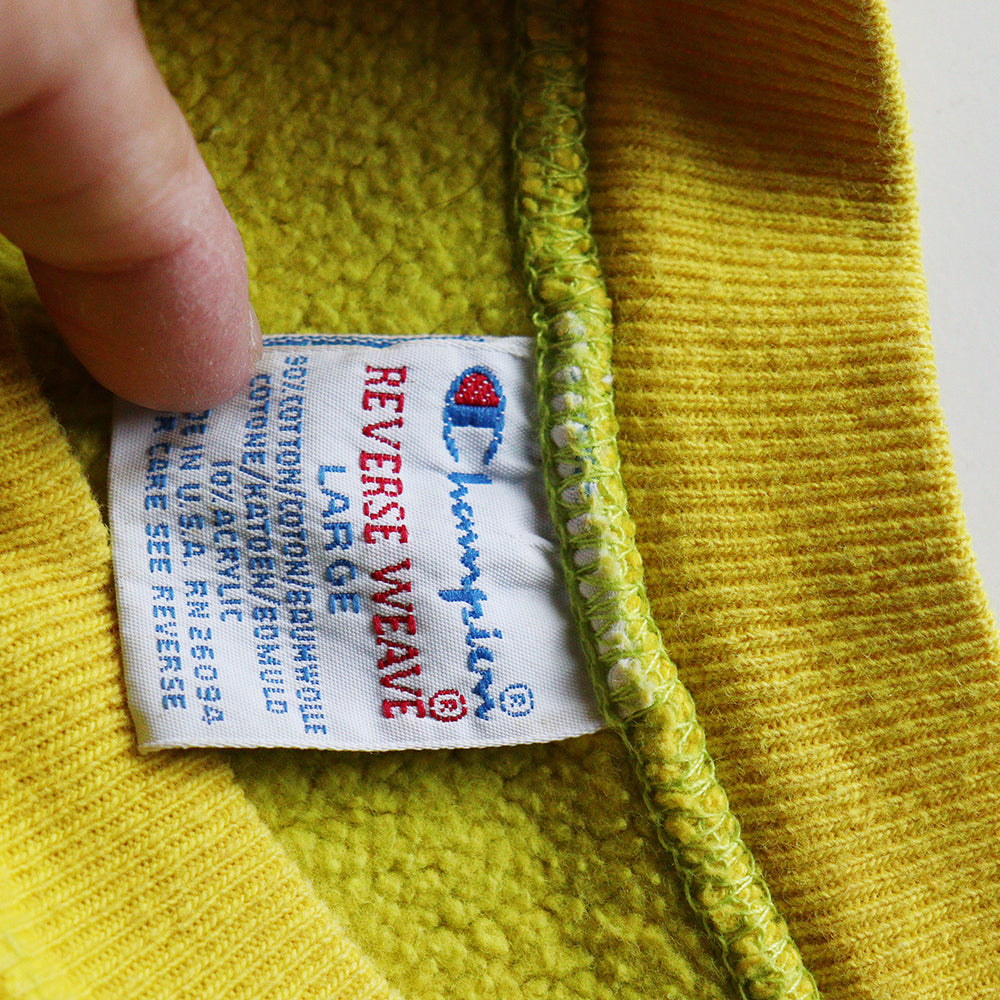 Champion®
REVERSE WEAVE®
LARGE
90%COTTON/COTON/BAUMWOLLE
COTONE/KATOEN/BOMULD
10% ACRYLIC
MADE IN U.S.A. RN 26094
FOR CARE SEE REVERSE